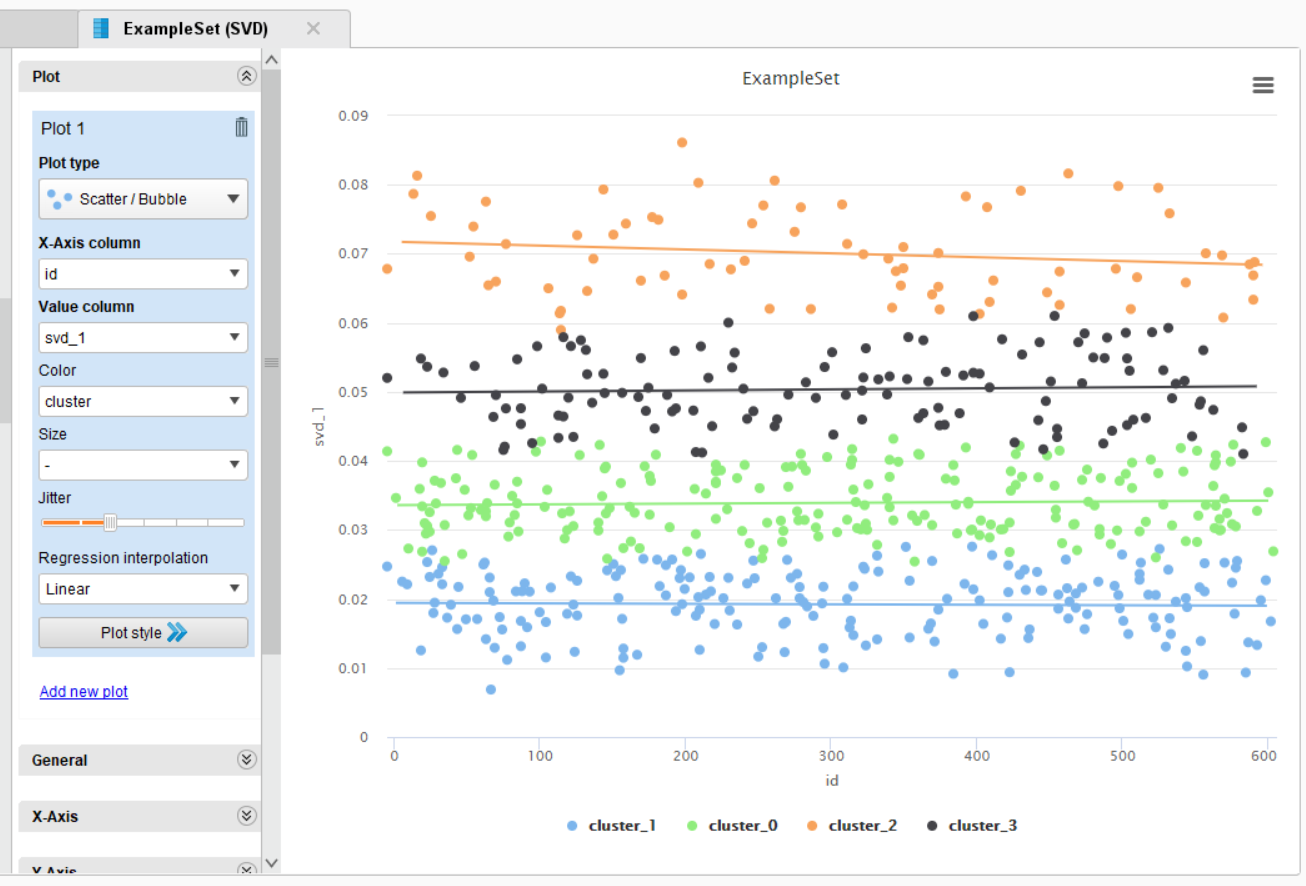 ExampleSet (SVD)
Plot
Plot 1
Plot type
Scatter / Bubble
X-Axis column
id
Value column
svd_1
Color
cluster
Size
-
Jitter
Regression interpolation
Linear
Plot style
Add new plot
General
X-Axis
Y-Axis
ExampleSet
0.09
0.08
0.07
0.06
0.05
0.04
0.03
0.02
0.01
0
svd_1
0 100 200 300 400 500 600
id
cluster_1 cluster_0 cluster_2 cluster_3